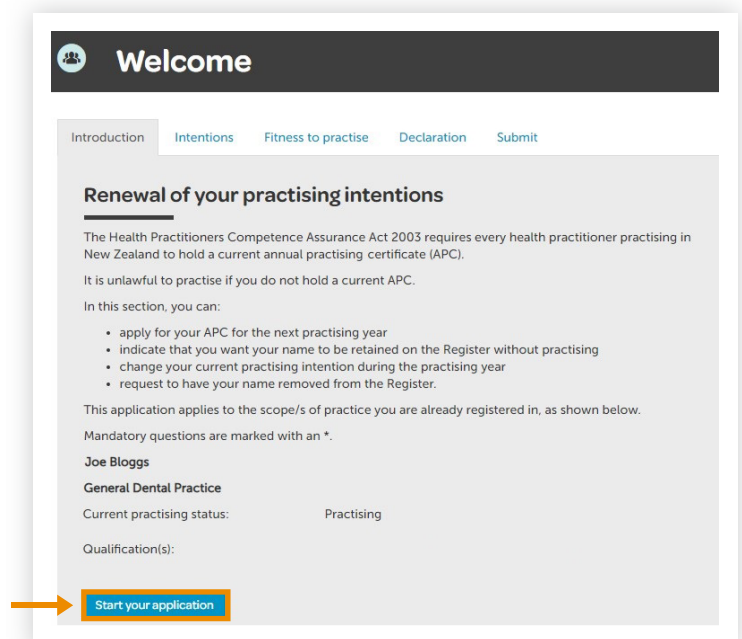 Welcome
Introduction Intentions Fitness to practise Declaration Submit
Renewal of your practising intentions
The Health Practitioners Competence Assurance Act 2003 requires every health practitioner practising in
New Zealand to hold a current annual practising certificate (APC).
It is unlawful to practise if you do not hold a current APC.
In this section, you can:
• apply for your APC for the next practising year
• indicate that you want your name to be retained on the Register without practising
• change your current practising intention during the practising year
• request to have your name removed from the Register.
This application applies to the scope/s of practice you are already registered in, as shown below.
Mandatory questions are marked with an *.
Joe Bloggs
General Dental Practice
Current practising status: Practising
Qualification(s):
Start your application